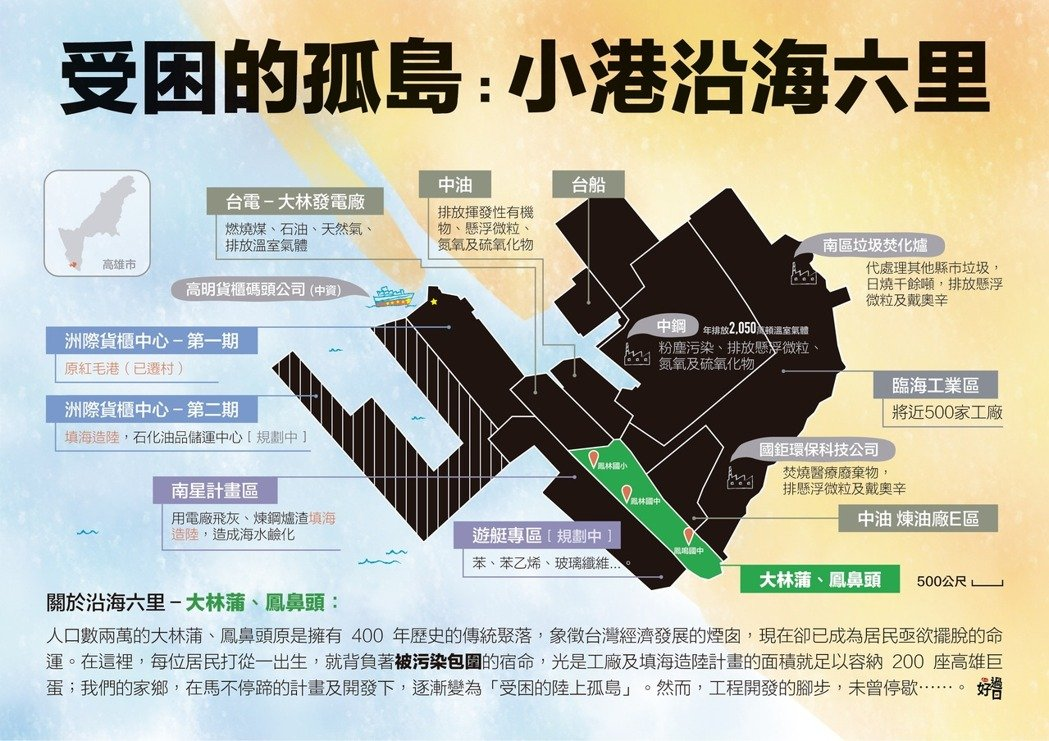 受困的孤島：小港沿海六里
高雄市
台電－大林發電廠
燃燒煤、石油、天然氣、
排放溫室氣體
中油
排放揮發性有機
物、懸浮微粒、
氮氧及硫氧化物
台船
南區垃圾焚化爐
代處理其他縣市垃圾，
日燒千餘噸，排放懸浮
微粒及戴奧辛
高明貨櫃碼頭公司（中資）
中鋼
年排放2,050萬頓溫室氣體
粉塵污染、排放懸浮微粒、
氮氧及硫氧化物
洲際貨櫃中心－第一期
原紅毛港（已遷村）
臨海工業區
將近500家工廠
洲際貨櫃中心－第二期
填海造陸，石化油品儲運中心［規劃中］
國鉅環保科技公司
焚燒醫療廢棄物，
排懸浮微粒及戴奧辛
鳳林國小
鳳林國中
鳳鳴國中
南星計畫區
用電廠飛灰、煉鋼爐渣填海
造陸，造成海水鹼化
中油 煉油廠E區
遊艇專區［規劃中］
苯、苯乙烯、玻璃纖維...。
大林蒲、鳳鼻頭
500公尺
關於沿海六里－大林蒲、鳳鼻頭：
人口數兩萬的大林蒲、鳳鼻頭原是擁有 400 年歷史的傳統聚落，象徵台灣經濟發展的煙囪，現在卻已成為居民亟欲擺脫的命
運。在這裡，每位居民打從一出生，就背負著被污染包圍的宿命，光是工廠及填海造陸計畫的面積就足以容納 200 座高雄巨
蛋；我們的家鄉，在馬不停蹄的計畫及開發下，逐漸變為「受困的陸上孤島」。然而，工程開發的腳步，未曾停歇……。
好過日